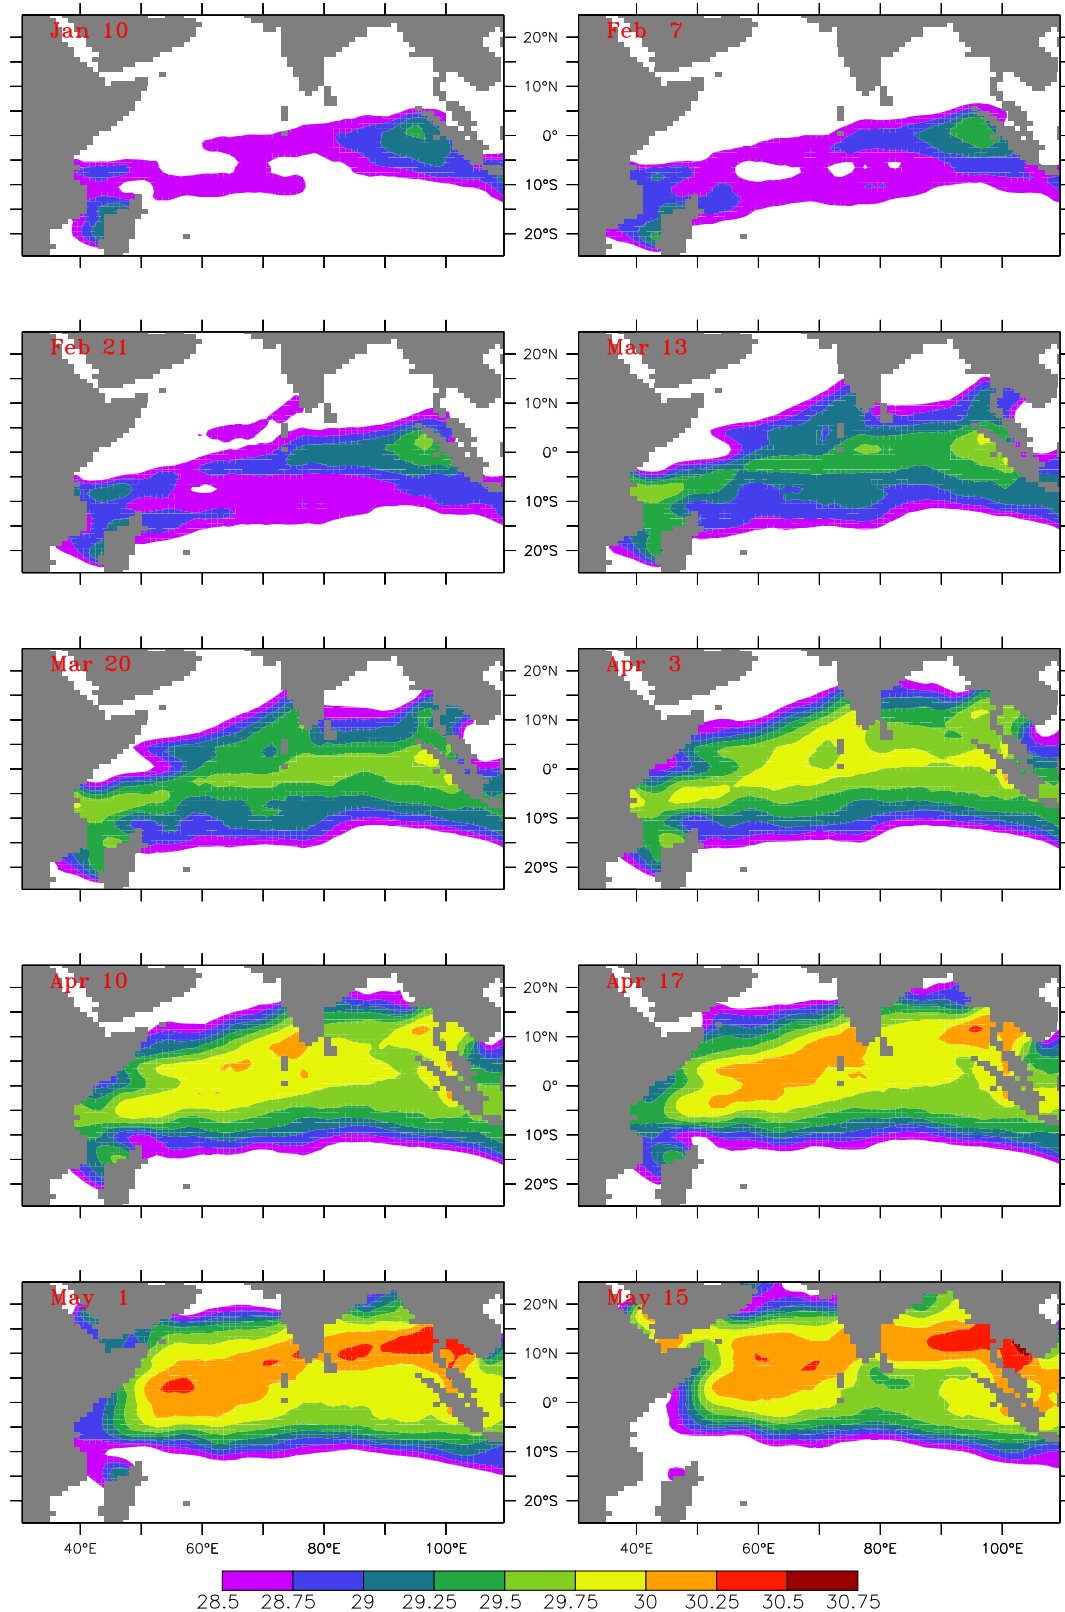 Jan 10
Feb 7
20°N
10°N
0°
10°S
20°S
Feb 21
Mar 13
20°N
10°N
0°
10°S
20°S
Mar 20
Apr 3
20°N
10°N
0°
10°S
20°S
Apr 10
Apr 17
20°N
10°N
0°
10°S
20°S
May 1
May 15
20°N
10°N
0°
10°S
20°S
40°E 60°E 80°E 100°E 40°E 60°E 80°E 100°E
28.5 28.75 29 29.25 29.5 29.75 30 30.25 30.5 30.75